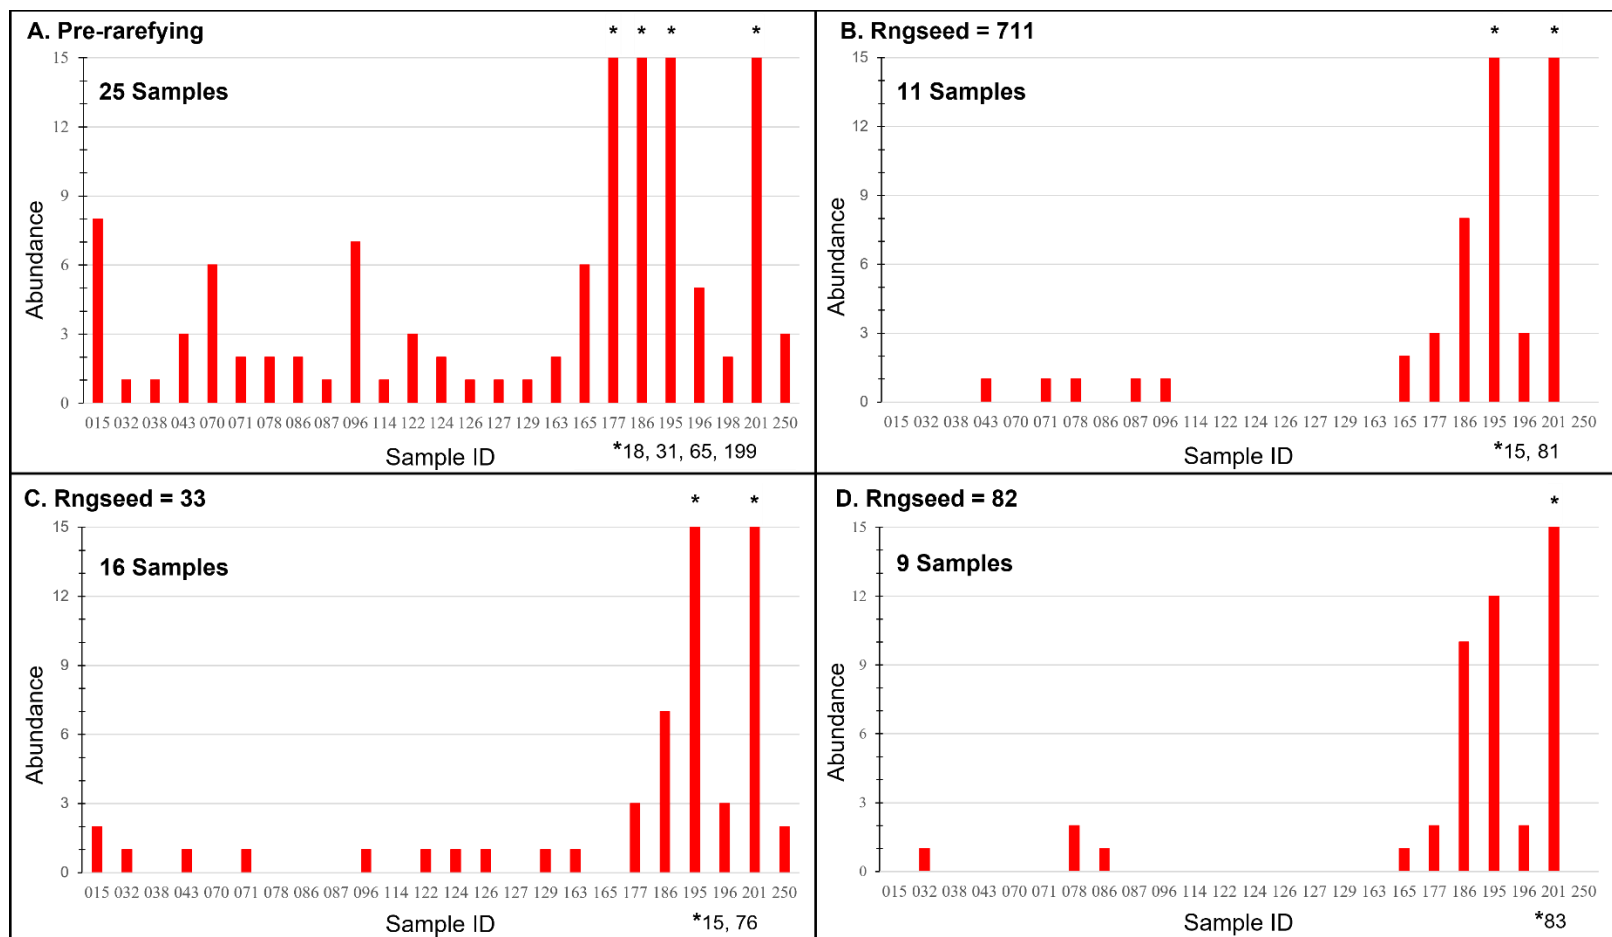 A. Pre-rarefying
* * * *
25 Samples
15
12
9
6
3
0
Abundance
015 032 038 043 070 071 078 086 087 096 114 122 124 126 127 129 163 165 177 186 195 196 198 201 250
Sample ID
*18, 31, 65, 199
B. Rngseed = 711
* *
11 Samples
15
12
9
6
3
0
Abundance
015 032 038 043 070 071 078 086 087 096 114 122 124 126 127 129 163 165 177 186 195 196 201 250
Sample ID
*15, 81
C. Rngseed = 33
* *
16 Samples
15
12
9
6
3
0
Abundance
015 032 038 043 070 071 078 086 087 096 114 122 124 126 127 129 163 165 177 186 195 196 201 250
Sample ID
*15, 76
D. Rngseed = 82
*
9 Samples
15
12
9
6
3
0
Abundance
015 032 038 043 070 071 078 086 087 096 114 122 124 126 127 129 163 165 177 186 195 196 201 250
Sample ID
*83